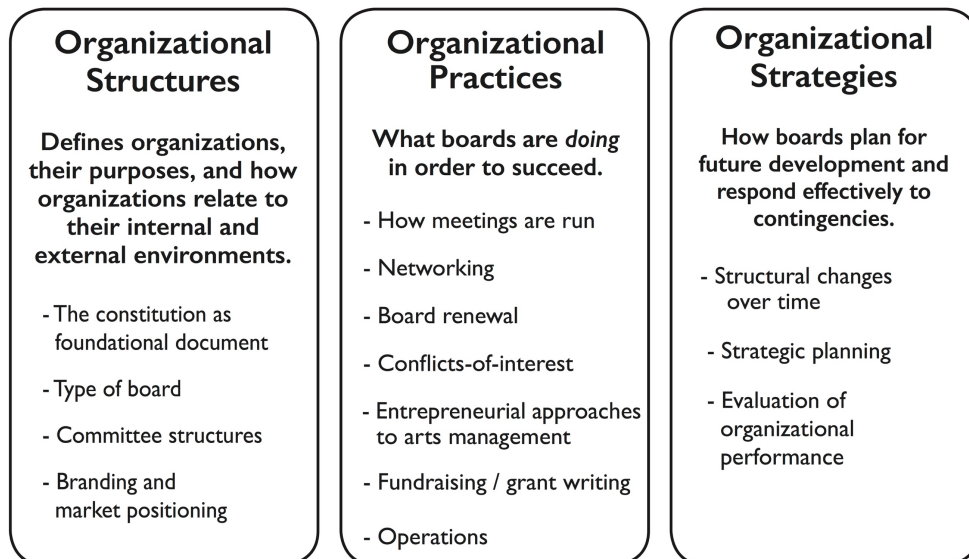 Organizational
Structures
Defines organizations,
their purposes, and how
organizations relate to
their internal and
external environments.
- The constitution as
foundational document
- Type of board
- Committee structures
- Branding and
market positioning
Organizational
Practices
What boards are doing
in order to succeed.
- How meetings are run
- Networking
- Board renewal
- Conflicts-of-interest
- Entrepreneurial approaches
to arts management
- Fundraising / grant writing
- Operations
Organizational
Strategies
How boards plan for
future development and
respond effectively to
contingencies.
- Structural changes
over time
- Strategic planning
- Evaluation of
organizational
performance